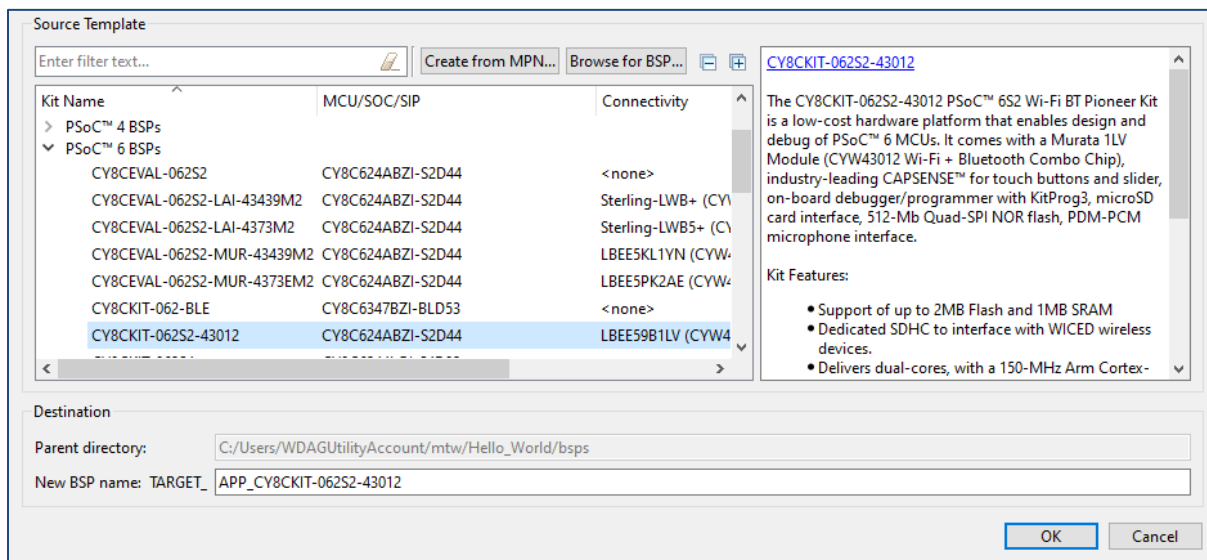 Source Template
Enter filter text...
Create from MPN... Browse for BSP...
Kit Name MCU/SOC/SIP Connectivity
PSoC™ 4 BSPs
PSoC™ 6 BSPs
CY8CEVAL-062S2 CY8C624ABZI-S2D44 <none>
CY8CEVAL-062S2-LAI-43439M2 CY8C624ABZI-S2D44 Sterling-LWB+ (CY
CY8CEVAL-062S2-LAI-4373M2 CY8C624ABZI-S2D44 Sterling-LWB5+ (C
CY8CEVAL-062S2-MUR-43439M2 CY8C624ABZI-S2D44 LBEE5KL1YN (CYW4
CY8CEVAL-062S2-MUR-4373EM2 CY8C624ABZI-S2D44 LBEE5PK2AE (CYW4
CY8CKIT-062-BLE CY8C6347BZI-BLD53 <none>
CY8CKIT-062S2-43012 CY8C624ABZI-S2D44 LBEE59B1LV (CYW4
CY8CKIT-062S2-43012
The CY8CKIT-062S2-43012 PSoC™ 6S2 Wi-Fi BT Pioneer Kit
is a low-cost hardware platform that enables design and
debug of PSoC™ 6 MCUs. It comes with a Murata 1LV
Module (CYW43012 Wi-Fi + Bluetooth Combo Chip),
industry-leading CAPSENSE™ for touch buttons and slider,
on-board debugger/programmer with KitProg3, microSD
card interface, 512-Mb Quad-SPI NOR flash, PDM-PCM
microphone interface.
Kit Features:
• Support of up to 2MB Flash and 1MB SRAM
• Dedicated SDHC to interface with WICED wireless
devices.
• Delivers dual-cores, with a 150-MHz Arm Cortex-
Destination
Parent directory: C:/Users/WDAGUtilityAccount/mtw/Hello_World/bsps
New BSP name: TARGET_ APP_CY8CKIT-062S2-43012
OK Cancel